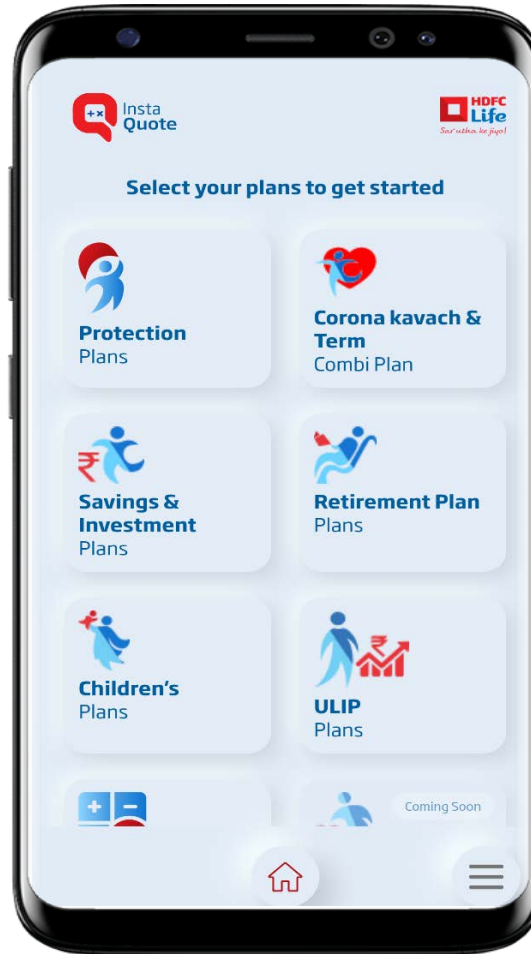 Insta
Quote
HDFC
Life
Sar utha ke jiyo!
Select your plans to get started
Protection
Plans
Corona kavach &
Term
Combi Plan
Savings &
Investment
Plans
Retirement Plan
Plans
Children's
Plans
ULIP
Plans
Coming Soon